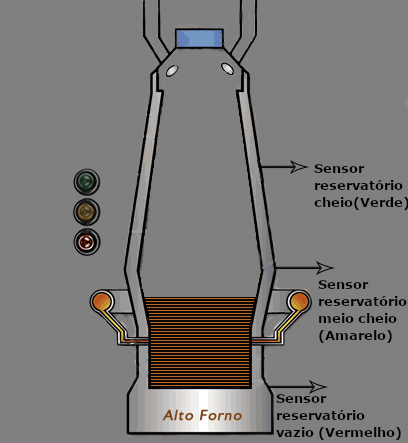 Sensor
reservatório
cheio(Verde)
Sensor
reservatório
meio cheio
(Amarelo)
Sensor
reservatório
vazio (Vermelho)
Alto Forno